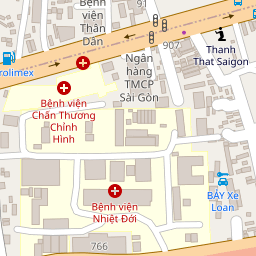 Bệnh
viện
Thần
Dân
907
Thanh
That Saigon
Ngân
hàng
TMCP
Sài Gòn
rolimex
Bệnh viện
Chấn Thương
Chỉnh
Hình
BÃY Xe
Loan
Bệnh viện
Nhiệt Đới
766